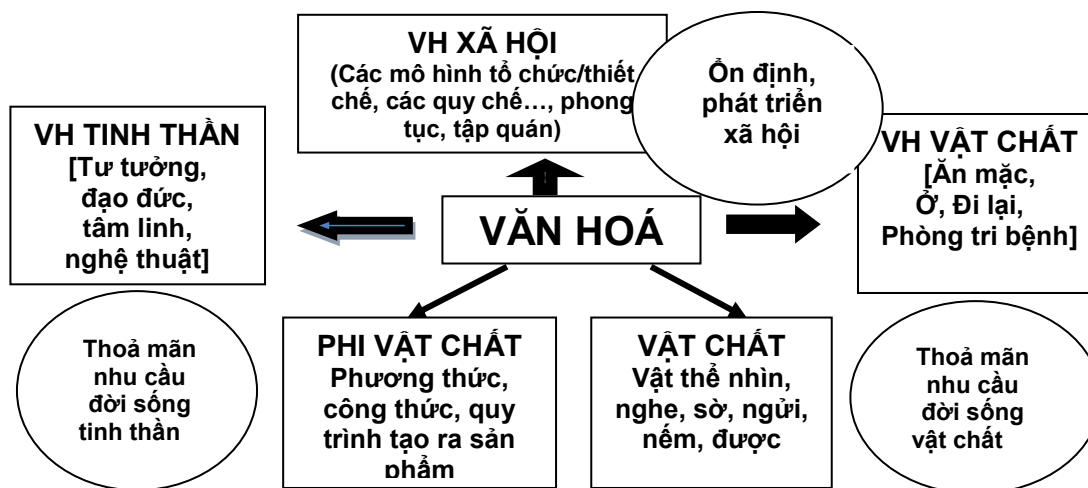 VH XÃ HỘI
(Các mô hình tổ chức/thiết
chế, các quy chế…, phong
tục, tập quán)
Ổn định,
phát triển
xã hội
VH TINH THẦN
[Tư tưởng,
đạo đức,
tâm linh,
nghệ thuật]
VĂN HOÁ
VH VẬT CHẤT
[Ăn mặc,
Ở, Đi lại,
Phòng tri bệnh]
Thoả mãn
nhu cầu
đời sống
tinh thần
PHI VẬT CHẤT
Phương thức,
công thức, quy
trình tạo ra sản
phẩm
VẬT CHẤT
Vật thể nhìn,
nghe, sờ, ngửi,
nếm, được
Thoả mãn
nhu cầu
đời sống
vật chất